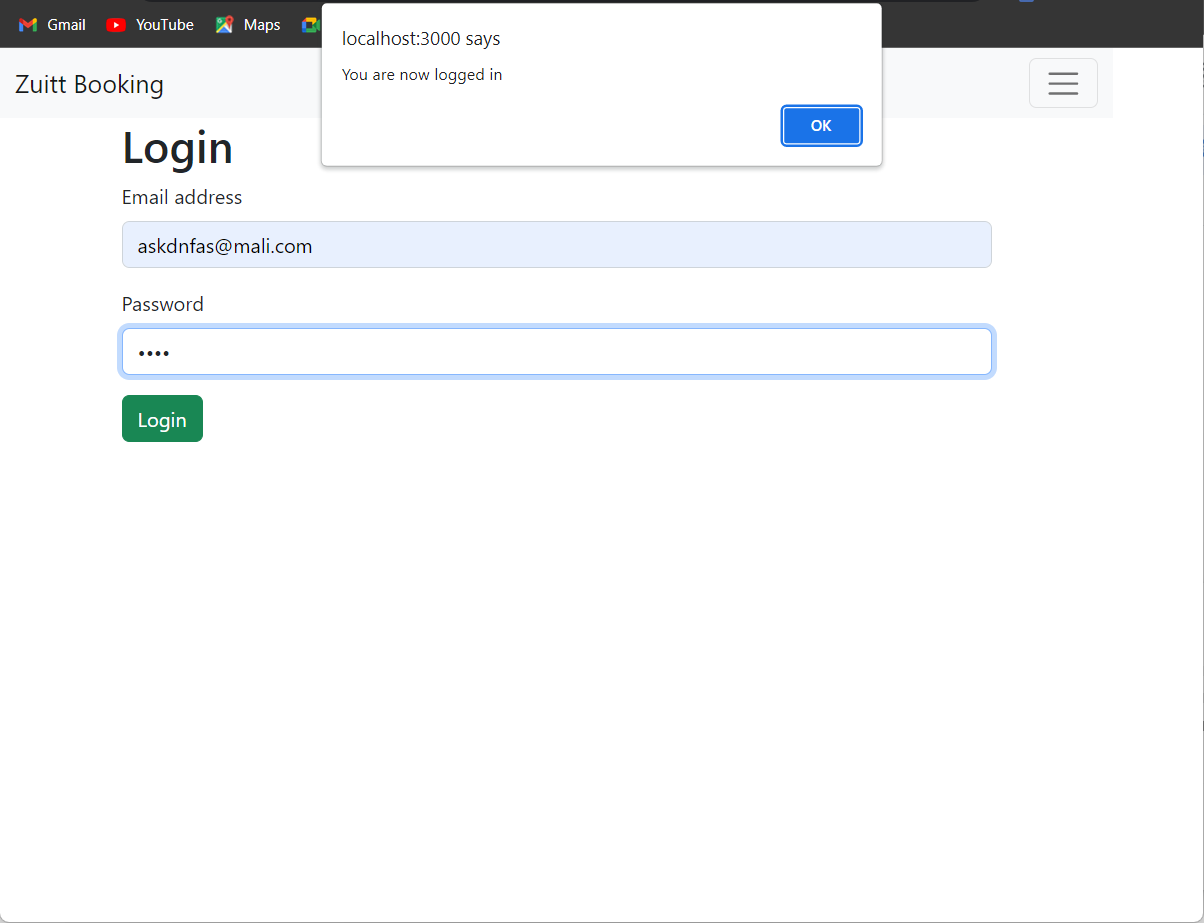 Gmail YouTube Maps
localhost:3000 says
You are now logged in
OK
Zuitt Booking
Login
Email address
askdnfas@mali.com
Password
••••
Login